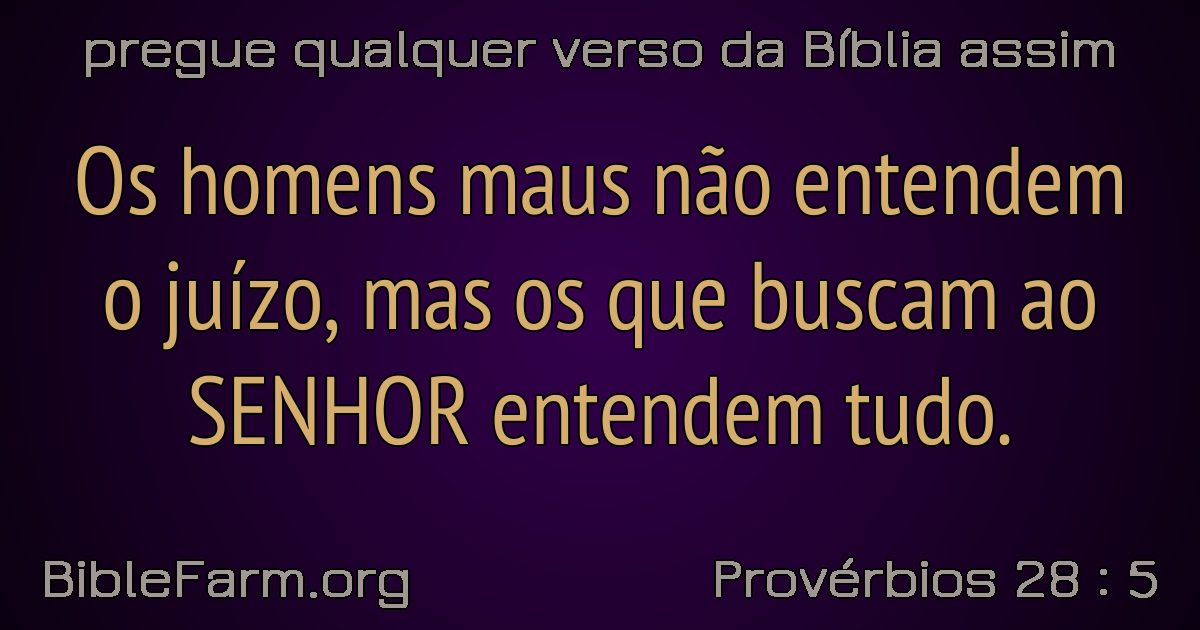 pregue qualquer verso da Bíblia assim
Os homens maus não entendem
o juízo, mas os que buscam ao
SENHOR entendem tudo.
BibleFarm.org
Provérbios 28 : 5